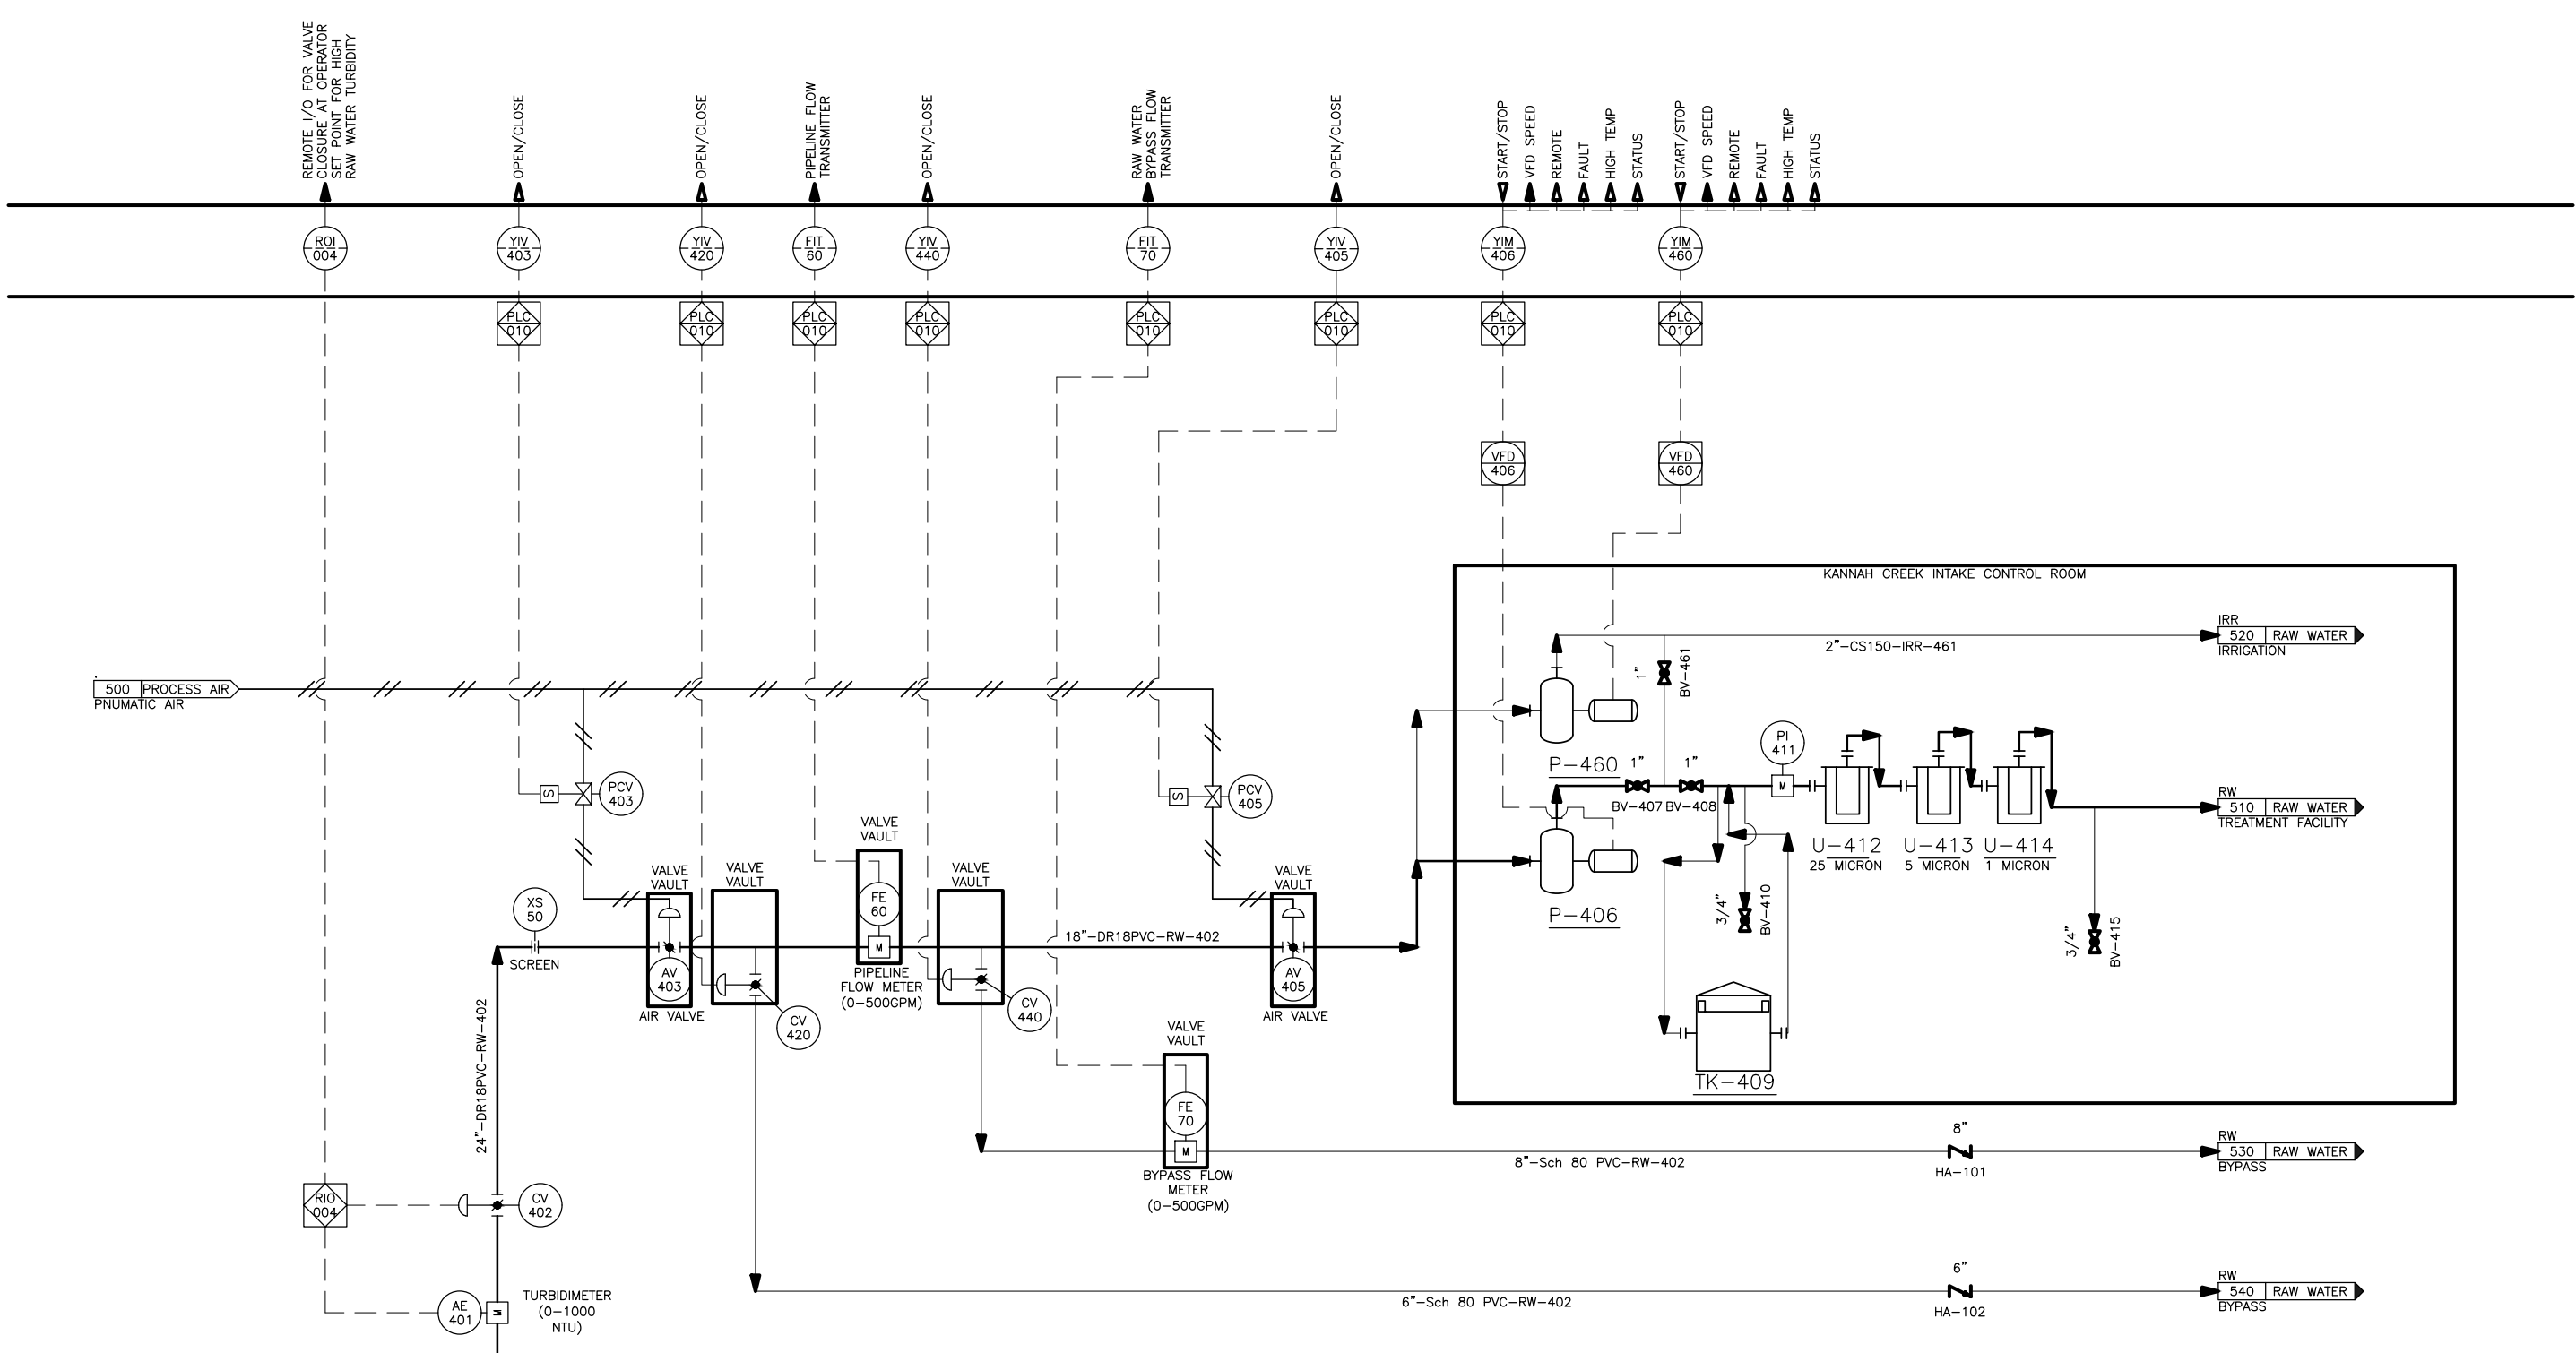 REMOTE I/O FOR VALVE
CLOSURE AT OPERATOR
SET POINT FOR HIGH
RAW WATER TURBIDITY
OPEN/CLOSE
OPEN/CLOSE
PIPELINE FLOW
TRANSMITTER
OPEN/CLOSE
RAW WATER
BYPASS FLOW
TRANSMITTER
OPEN/CLOSE
START/STOP
VFD SPEED
REMOTE
FAULT
HIGH TEMP
STATUS
START/STOP
VFD SPEED
REMOTE
FAULT
HIGH TEMP
STATUS
ROI
004
YIV
403
YIV
420
FIT
60
YIV
440
FIT
70
YIV
405
YIM
406
YIM
460
PLC
010
PLC
010
PLC
010
PLC
010
PLC
010
PLC
010
PLC
010
PLC
010
VFD
406
VFD
460
KANNAH CREEK INTAKE CONTROL ROOM
IRR
520 RAW WATER
IRRIGATION
2"-CS150-IRR-461
1"
BV-461
500 PROCESS AIR
PNUMATIC AIR
S
PCV
403
S
PCV
405
P-460
1"
1"
BV-407 BV-408
PI
411
M
U-412
25 MICRON
U-413
5 MICRON
U-414
1 MICRON
RW
510 RAW WATER
TREATMENT FACILITY
P-406
3/4"
BV-410
3/4"
BV-415
TK-409
XS
50
SCREEN
VALVE
VAULT
AV
403
AIR VALVE
VALVE
VAULT
CV
420
VALVE
VAULT
FE
60
M
PIPELINE
FLOW METER
(0-500GPM)
VALVE
VAULT
CV
440
18"-DR18PVC-RW-402
VALVE
VAULT
AV
405
AIR VALVE
VALVE
VAULT
FE
70
M
BYPASS FLOW
METER
(0-500GPM)
24"-DR18PVC-RW-402
8"-Sch 80 PVC-RW-402
8"
HA-101
RW
530 RAW WATER
BYPASS
RIO
004
CV
402
6"-Sch 80 PVC-RW-402
6"
HA-102
RW
540 RAW WATER
BYPASS
AE
401
M
TURBIDIMETER
(0-1000
NTU)